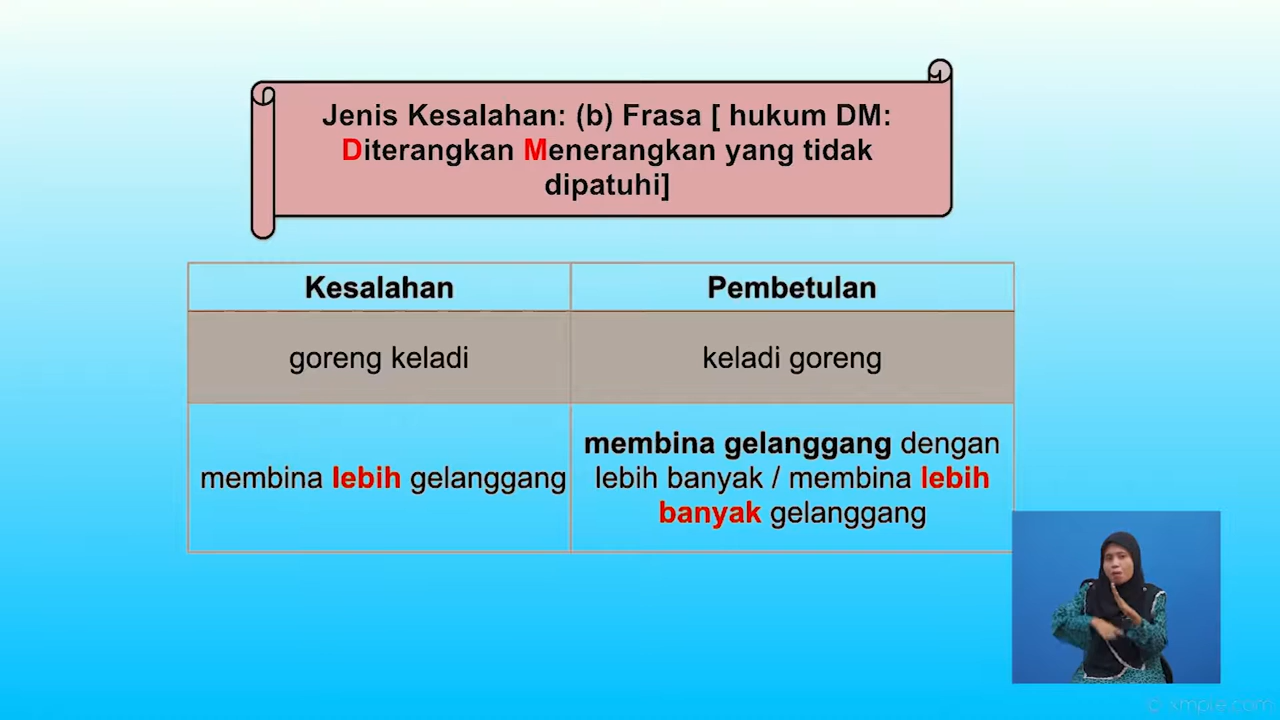 Jenis Kesalahan: (b) Frasa [ hukum DM:
Diterangkan Menerangkan yang tidak
dipatuhi]
Kesalahan
Pembetulan
goreng keladi
keladi goreng
membina lebih gelanggang
membina gelanggang dengan
lebih banyak / membina lebih
banyak gelanggang